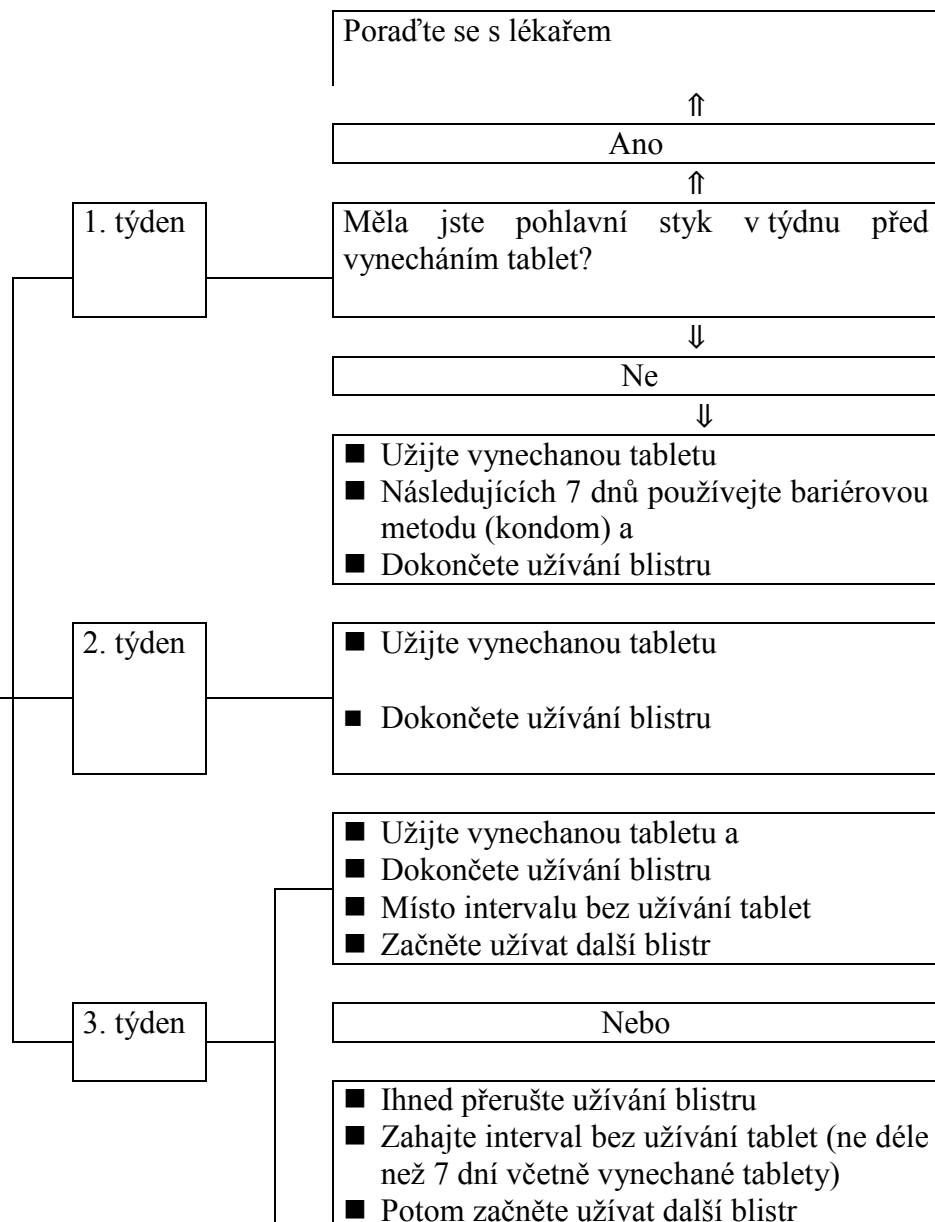 Poraďte se s lékařem
⇑
Ano
⇑
1. týden
Měla jste pohlavní styk v týdnu před
vynecháním tablet?
⇓
Ne
⇓
■ Užijte vynechanou tabletu
■ Následujících 7 dnů používejte bariérovou
metodu (kondom) a
■ Dokončete užívání blistru
2. týden
■ Užijte vynechanou tabletu
■ Dokončete užívání blistru
■ Užijte vynechanou tabletu a
■ Dokončete užívání blistru
■ Místo intervalu bez užívání tablet
■ Začněte užívat další blistr
3. týden
Nebo
■ Ihned přerušte užívání blistru
■ Zahajte interval bez užívání tablet (ne déle
než 7 dní včetně vynechané tablety)
■ Potom začněte užívat další blistr